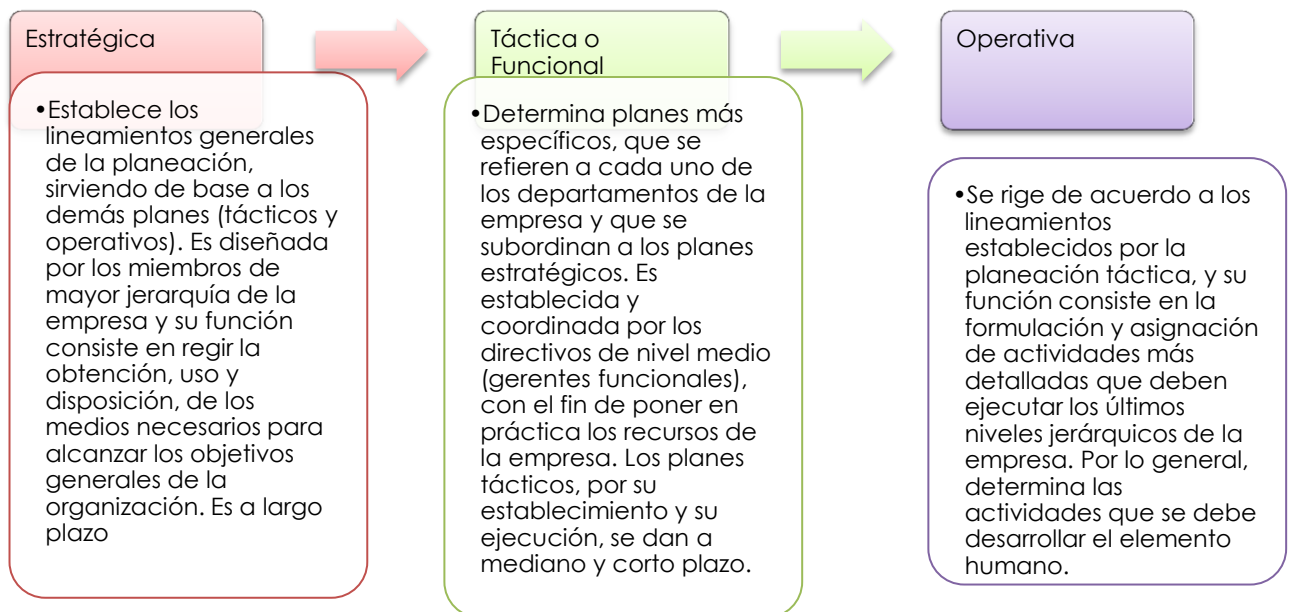 Estratégica
•Establece los
lineamientos generales
de la planeación,
sirviendo de base a los
demás planes (tácticos y
operativos). Es diseñada
por los miembros de
mayor jerarquía de la
empresa y su función
consiste en regir la
obtención, uso y
disposición, de los
medios necesarios para
alcanzar los objetivos
generales de la
organización. Es a largo
plazo
Táctica o
Funcional
•Determina planes más
específicos, que se
refieren a cada uno de
los departamentos de la
empresa y que se
subordinan a los planes
estratégicos. Es
establecida y
coordinada por los
directivos de nivel medio
(gerentes funcionales),
con el fin de poner en
práctica los recursos de
la empresa. Los planes
tácticos, por su
establecimiento y su
ejecución, se dan a
mediano y corto plazo.
Operativa
•Se rige de acuerdo a los
lineamientos
establecidos por la
planeación táctica, y su
función consiste en la
formulación y asignación
de actividades más
detalladas que deben
ejecutar los últimos
niveles jerárquicos de la
empresa. Por lo general,
determina las
actividades que se debe
desarrollar el elemento
humano.